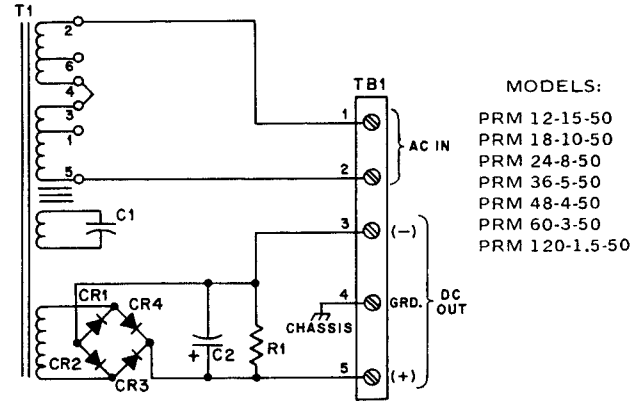 T1
2
6
4
3
1
5
C1
CR1
CR4
CR2
CR3
+
C2
R1
TB1
1
2
AC IN
3
(−)
4
GRD.
CHASSIS
DC
OUT
5
(+)
MODELS:
PRM 12-15-50
PRM 18-10-50
PRM 24-8-50
PRM 36-5-50
PRM 48-4-50
PRM 60-3-50
PRM 120-1.5-50